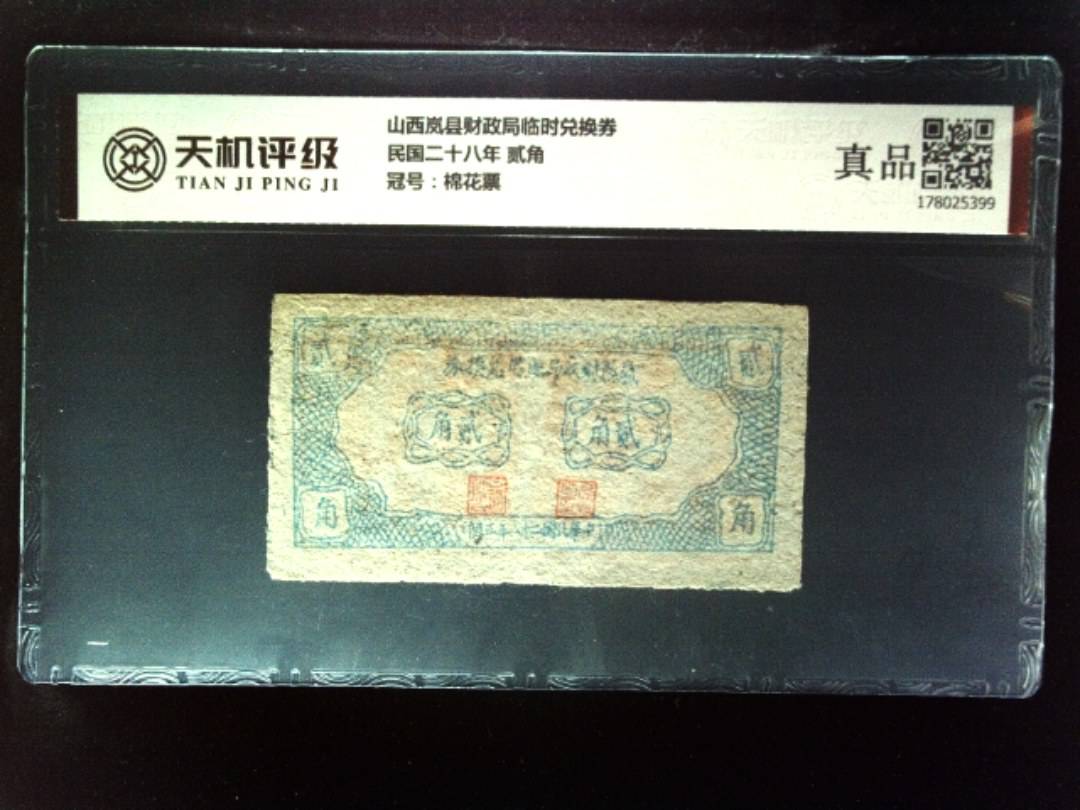 天机评级
TIAN JI PING JI
山西岚县财政局临时兑换券
民国二十八年 贰角
冠号：棉花票
真品
178025399
贰
贰
角贰
角贰
角
角